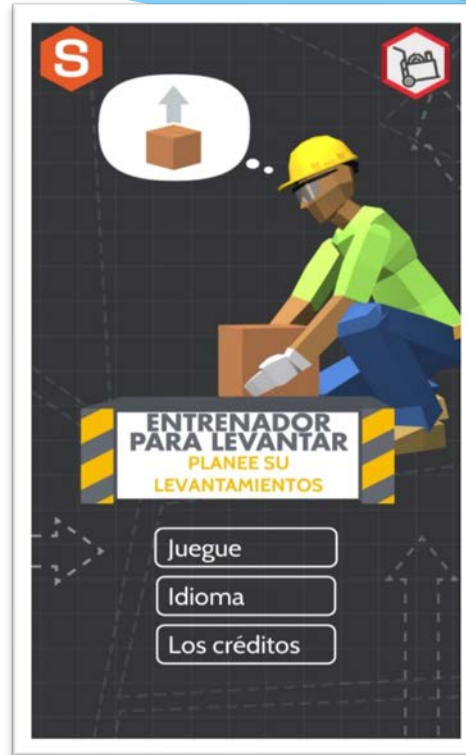 S
ENTRENADOR
PARA LEVANTAR
PLANEE SU
LEVANTAMIENTOS
Juegue
Idioma
Los créditos